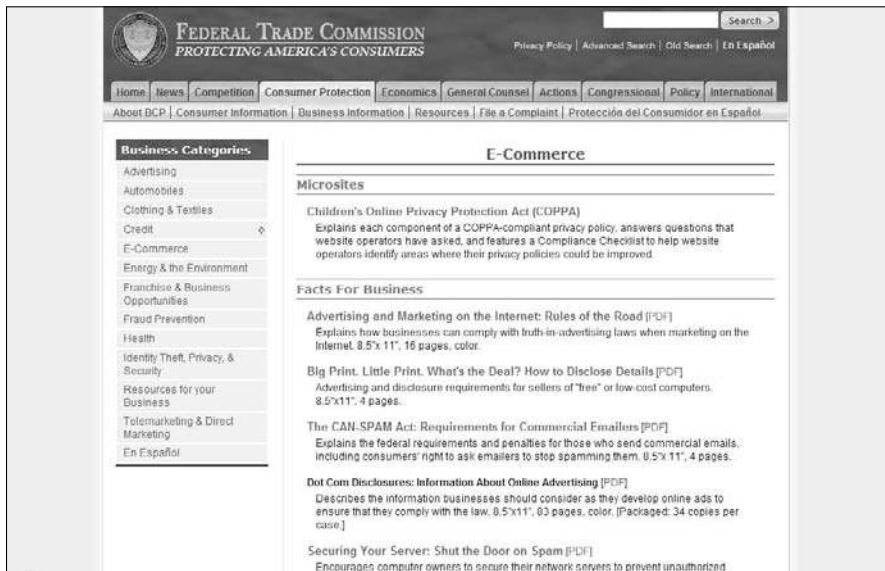 FEDERAL TRADE COMMISSION
PROTECTING AMERICA'S CONSUMERS
Search >
Privacy Policy | Advanced Search | Old Search | En Español
Home News Competition Consumer Protection Economics General Counsel Actions Congressional Policy International
About BCP | Consumer Information | Business Information | Resources | File a Complaint | Protección del Consumidor en Español
Business Categories
Advertising
Automobiles
Clothing & Textiles
Credit
E-Commerce
Energy & the Environment
Franchise & Business
Opportunities
Fraud Prevention
Health
Identity Theft, Privacy, &
Security
Resources for your
Business
Telemarketing & Direct
Marketing
En Español
E-Commerce
Microsites
Children's Online Privacy Protection Act (COPPA)
Explains each component of a COPPA-compliant privacy policy, answers questions that
website operators have asked, and features a Compliance Checklist to help website
operators identify areas where their privacy policies could be improved.
Facts For Business
Advertising and Marketing on the Internet: Rules of the Road [PDF]
Explains how businesses can comply with truth-in-advertising laws when marketing on the
Internet. 8.5"x 11", 16 pages, color.
Big Print. Little Print. What's the Deal? How to Disclose Details [PDF]
Advertising and disclosure requirements for sellers of "free" or low-cost computers.
8.5"x11", 4 pages.
The CAN-SPAM Act: Requirements for Commercial Emailers [PDF]
Explains the federal requirements and penalties for those who send commercial emails,
including consumers' right to ask emailers to stop spamming them. 8.5"x 11", 4 pages.
Dot Com Disclosures: Information About Online Advertising [PDF]
Describes the information businesses should consider as they develop online ads to
ensure that they comply with the law. 8.5"x11", 83 pages, color. [Packaged: 34 copies per
case.]
Securing Your Server: Shut the Door on Spam [PDF]
Encourages computer owners to secure their network servers to prevent unauthorized